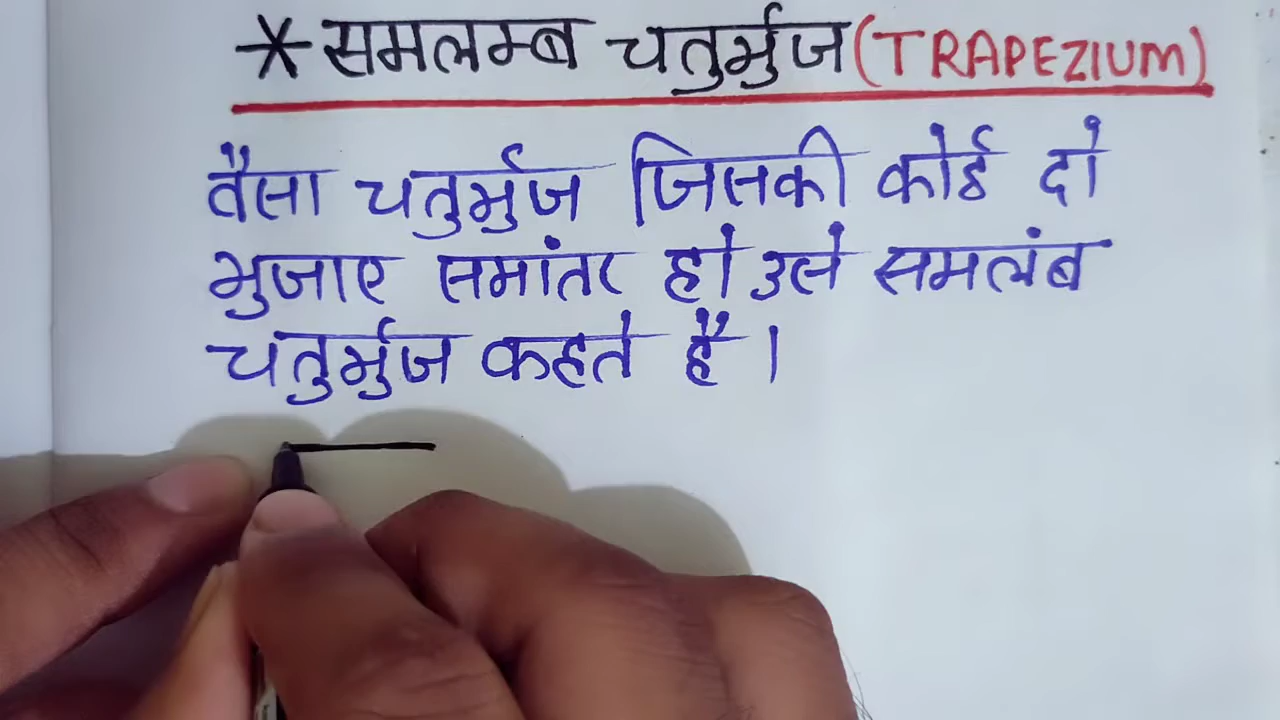 *समलम्ब चतुर्भुज (TRAPEZIUM)
वैसा चतुर्भुज जिसकी कोई दो
भुजाए समांतर हो उसे समलंब
चतुर्भुज कहते है।